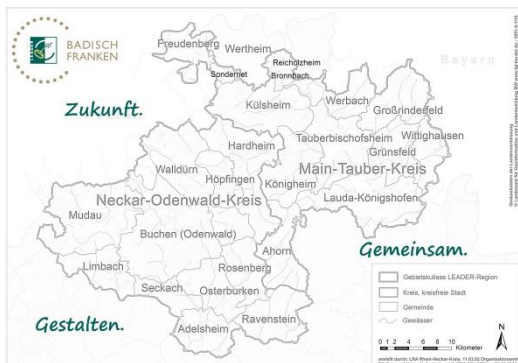 BADISCH
FRANKEN
Freudenberg
Wertheim
Reicholzheim
Sonderriet
Bronnbach
Bayern
Zukunft.
Külsheim
Werbach
Großrinderfeld
Tauberbischofsheim
Wittighausen
Grünsfeld
Hardheim
Main-Tauber-Kreis
Walldürn
Höpfingen
Königheim
Neckar-Odenwald-Kreis
Lauda-Königshofen
Mudau
Buchen (Odenwald)
Ahorn
Gemeinsam.
Limbach
Rosenberg
Seckach
Osterburken
Gestalten.
Adelsheim
Ravenstein
Gebietskulisse LEADER-Region
Kreis, kreisfreie Stadt
Gemeinde
Gewässer
0 1 2 4 6 8 10
Kilometer
N